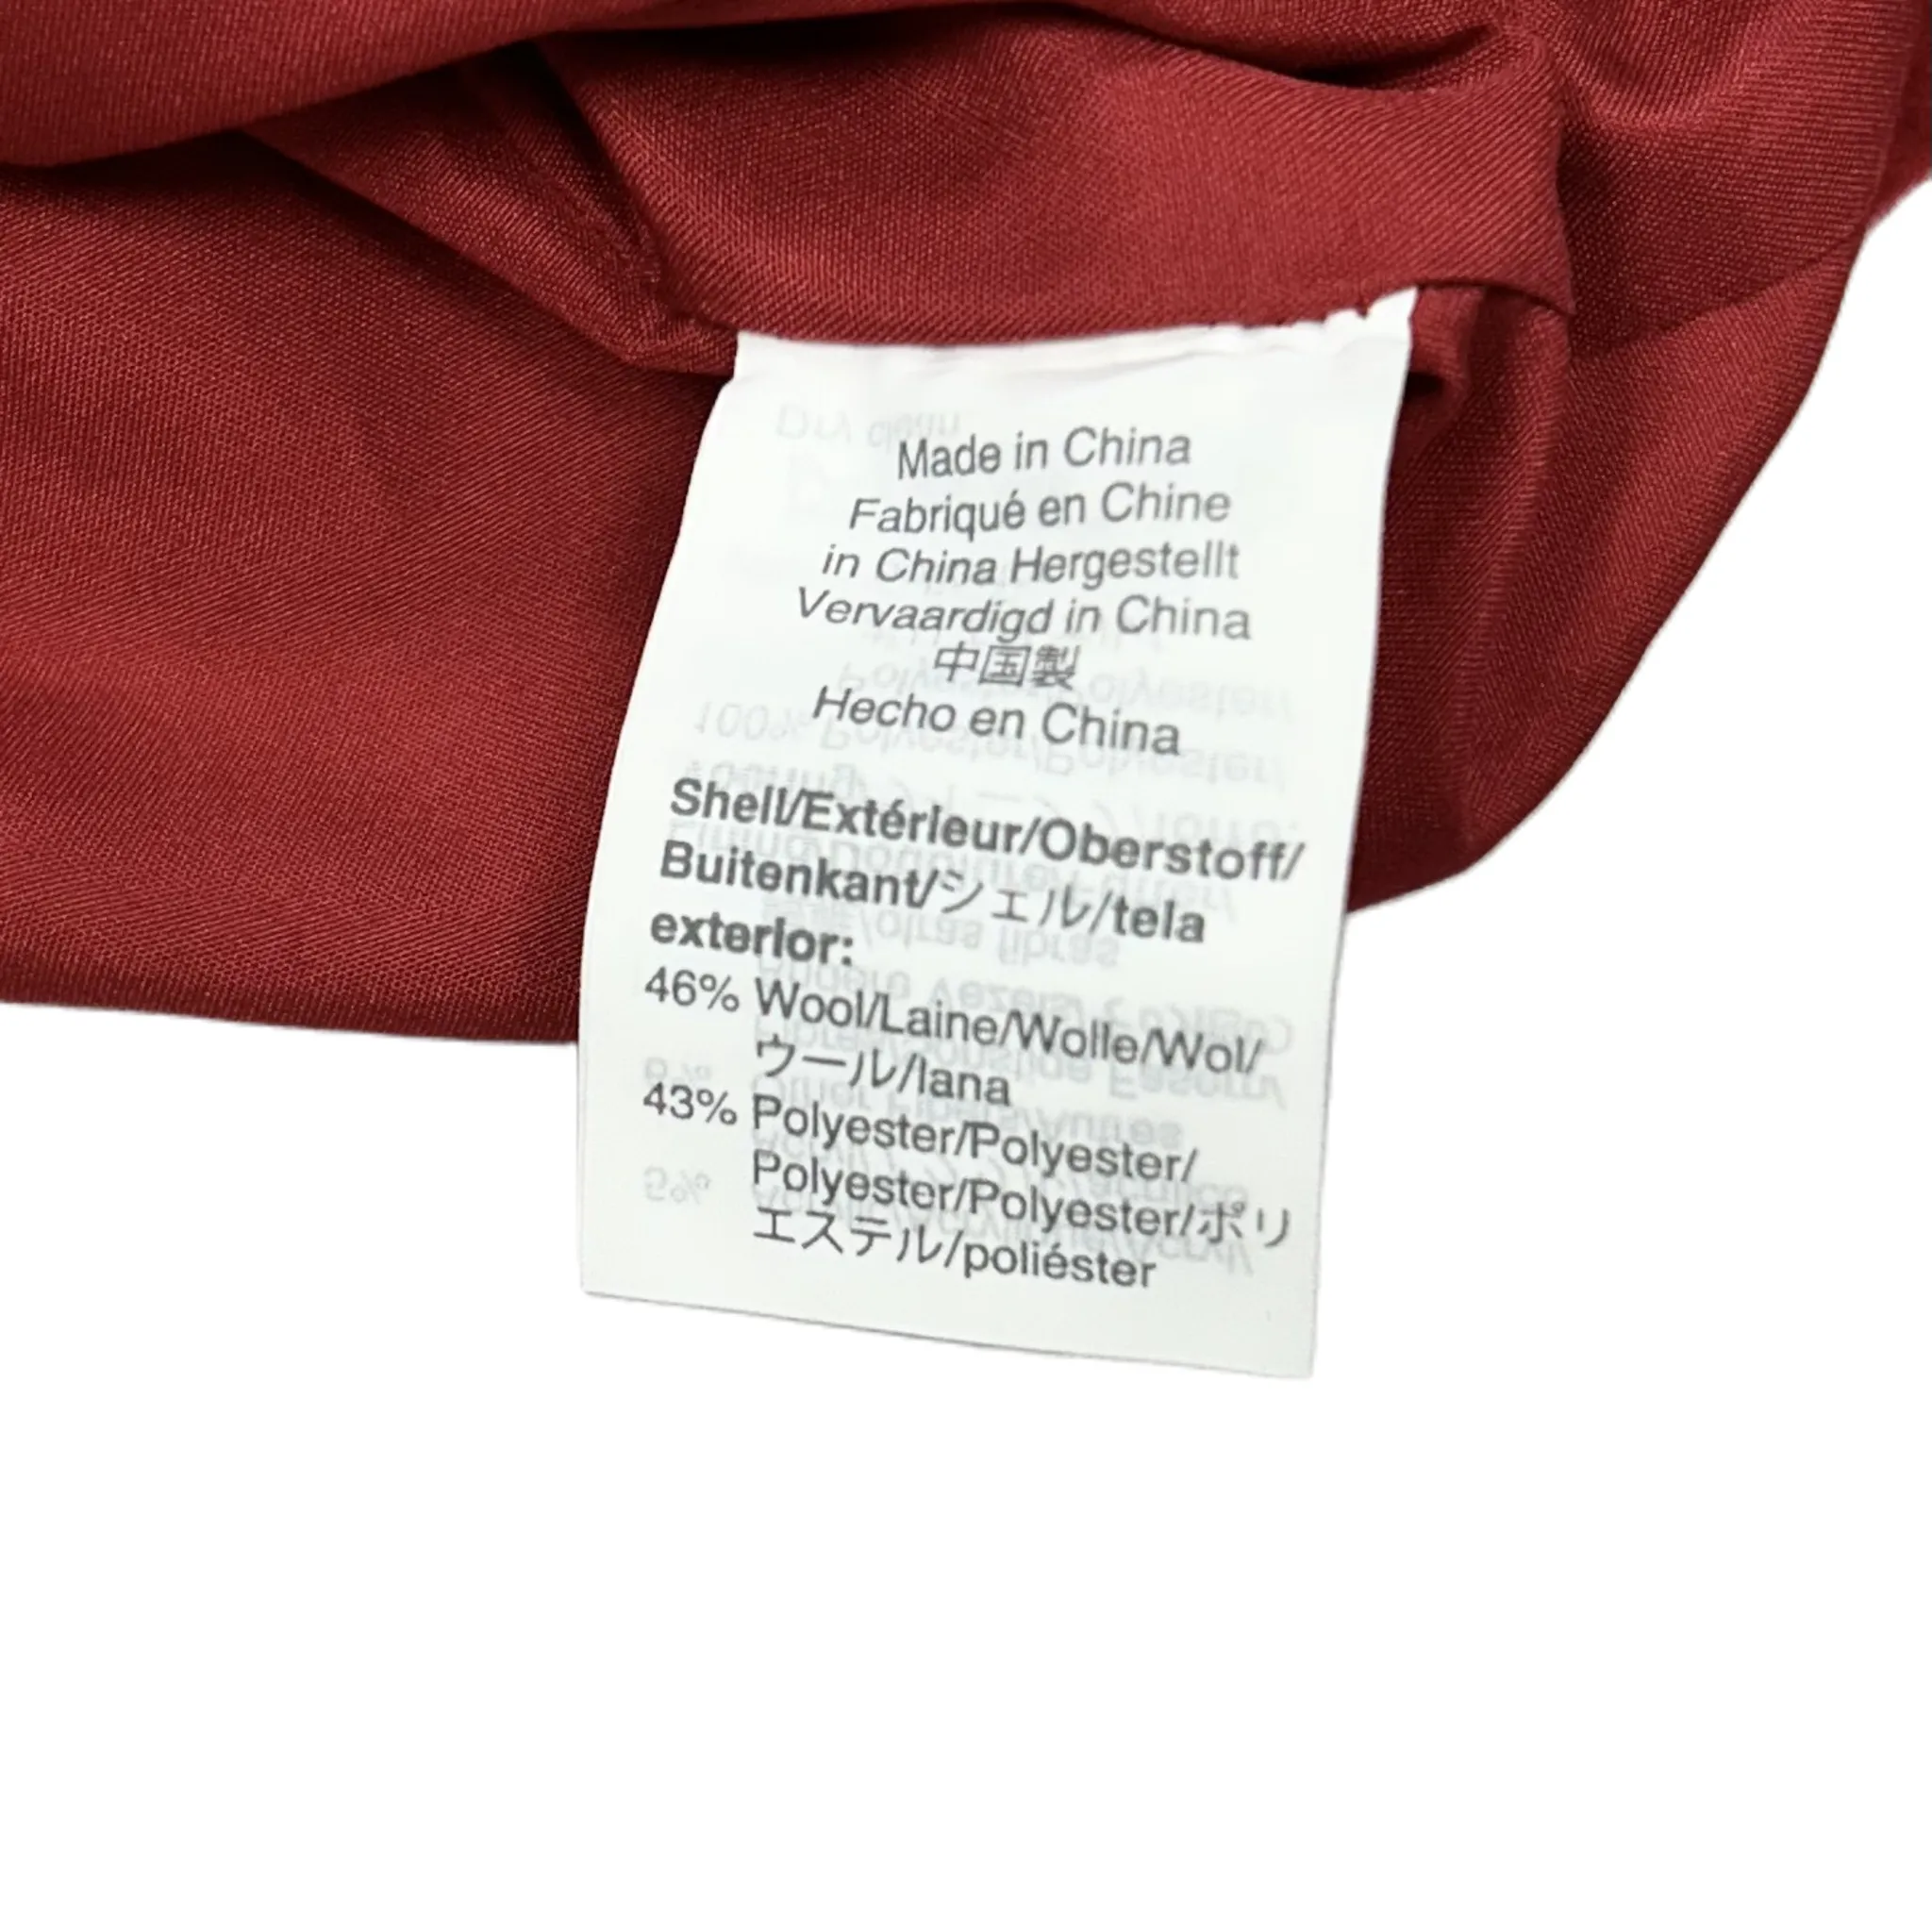 Made in China
Fabriqué en Chine
in China Hergestellt
Vervaardigd in China
中国製
Hecho en China
Shell/Extérieur/Oberstoff/
Buitenkant/シェル/tela
exterior:
46% Wool/Laine/Wolle/Wol/
ウール/lana
43% Polyester/Polyester/
Polyester/Polyester/ポリ
エステル/poliéster